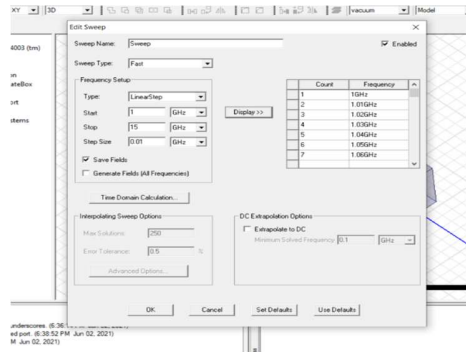 XY 3D vacuum Model
Edit Sweep
Sweep Name: Sweep Enabled
4003 (tm)
Sweep Type: Fast
Frequency Setup
Count Frequency
Type: LinearStep
1 1GHz
Start 1 GHz Display >>
2 1.01GHz
3 1.02GHz
Stop 15 GHz
4 1.03GHz
Step Size 0.01 GHz
5 1.04GHz
6 1.05GHz
7 1.06GHz
Save Fields
Generate Fields (All Frequencies)
Time Domain Calculation...
Interpolating Sweep Options DC Extrapolation Options
Max Solutions: 250 Extrapolate to DC
Minimum Solved Frequency 0.1 GHz
Error Tolerance: 0.5 %
Advanced Options...
OK Cancel Set Defaults Use Defaults
underscores. (6:36: Jun 02, 2021)
ed port. (6:38:52 PM Jun 02, 2021)
M Jun 02, 2021)